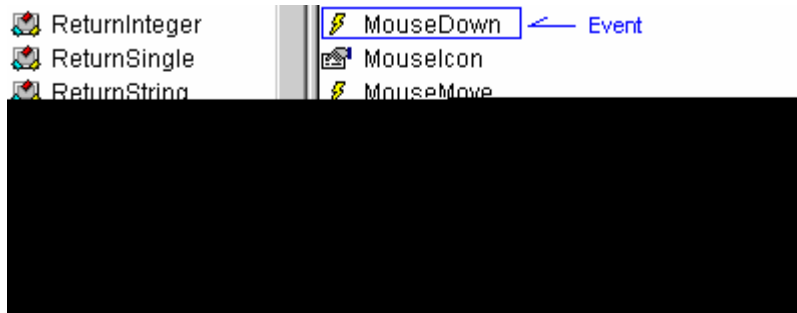 ReturnInteger
ReturnSingle
ReturnString
MouseDown Event
MouseIcon
MouseMove